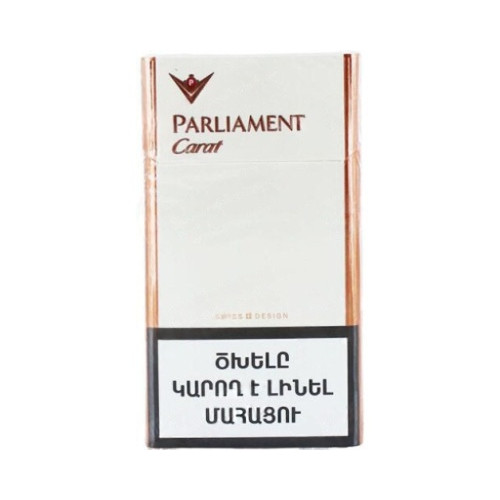 P
PARLIAMENT
Carat
SWISS DESIGN
ԾԽԵԼԸ
ԿԱՐՈՂ Է ԼԻՆԵԼ
ՄԱՀԱՑՈՒ